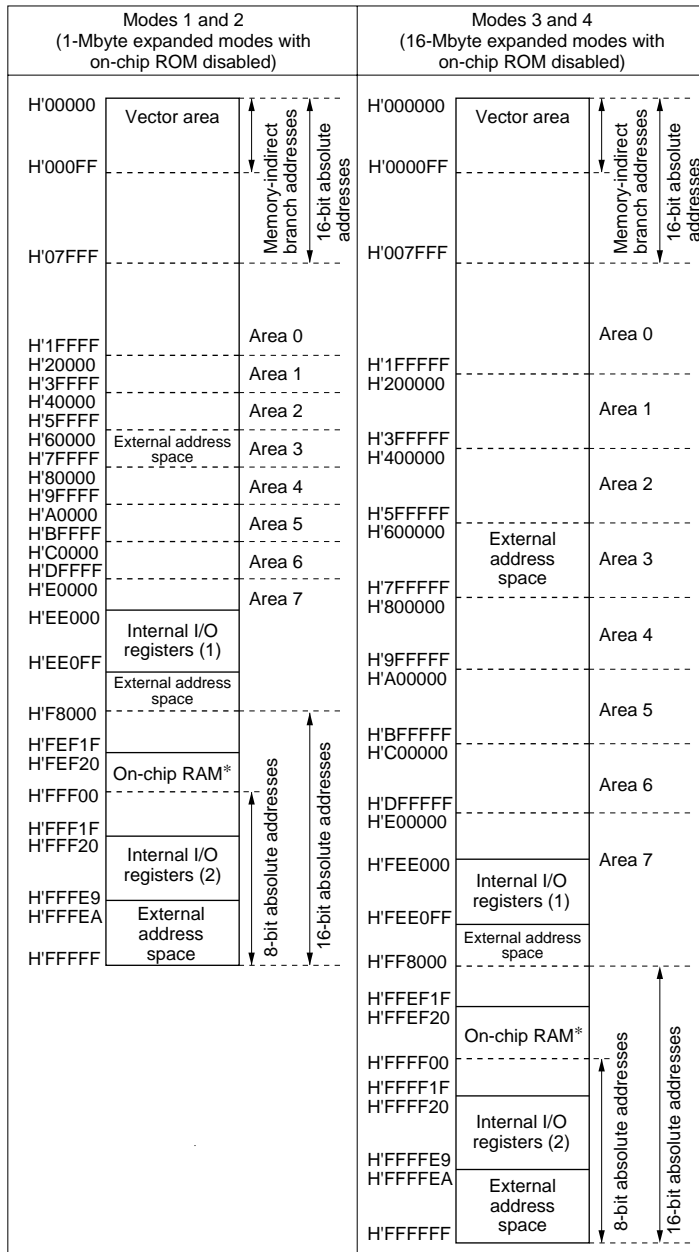 Modes 1 and 2
(1-Mbyte expanded modes with
on-chip ROM disabled)
H'00000
Vector area
H'000FF
Memory-indirect
branch addresses
16-bit absolute
addresses
H'07FFF
Area 0
H'1FFFF
H'20000
Area 1
H'3FFFF
H'40000
Area 2
H'5FFFF
H'60000
External address
space
Area 3
H'7FFFF
H'80000
Area 4
H'9FFFF
H'A0000
Area 5
H'BFFFF
H'C0000
Area 6
H'DFFFF
H'E0000
Area 7
H'EE000
Internal I/O
registers (1)
H'EE0FF
External address
space
H'F8000
H'FEF1F
H'FEF20
On-chip RAM*
H'FFF00
H'FFF1F
H'FFF20
Internal I/O
registers (2)
H'FFFE9
H'FFFEA
External
address
space
H'FFFFF
8-bit absolute addresses
16-bit absolute addresses
Modes 3 and 4
(16-Mbyte expanded modes with
on-chip ROM disabled)
H'000000
Vector area
H'0000FF
Memory-indirect
branch addresses
16-bit absolute
addresses
H'007FFF
Area 0
H'1FFFFF
H'200000
Area 1
H'3FFFFF
H'400000
Area 2
H'5FFFFF
H'600000
External
address
space
Area 3
H'7FFFFF
H'800000
Area 4
H'9FFFFF
H'A00000
Area 5
H'BFFFFF
H'C00000
Area 6
H'DFFFFF
H'E00000
Area 7
H'FEE000
Internal I/O
registers (1)
H'FEE0FF
External address
space
H'FF8000
H'FFEF1F
H'FFEF20
On-chip RAM*
H'FFFF00
H'FFFF1F
H'FFFF20
Internal I/O
registers (2)
H'FFFFE9
H'FFFFEA
External
address
space
H'FFFFFF
8-bit absolute addresses
16-bit absolute addresses